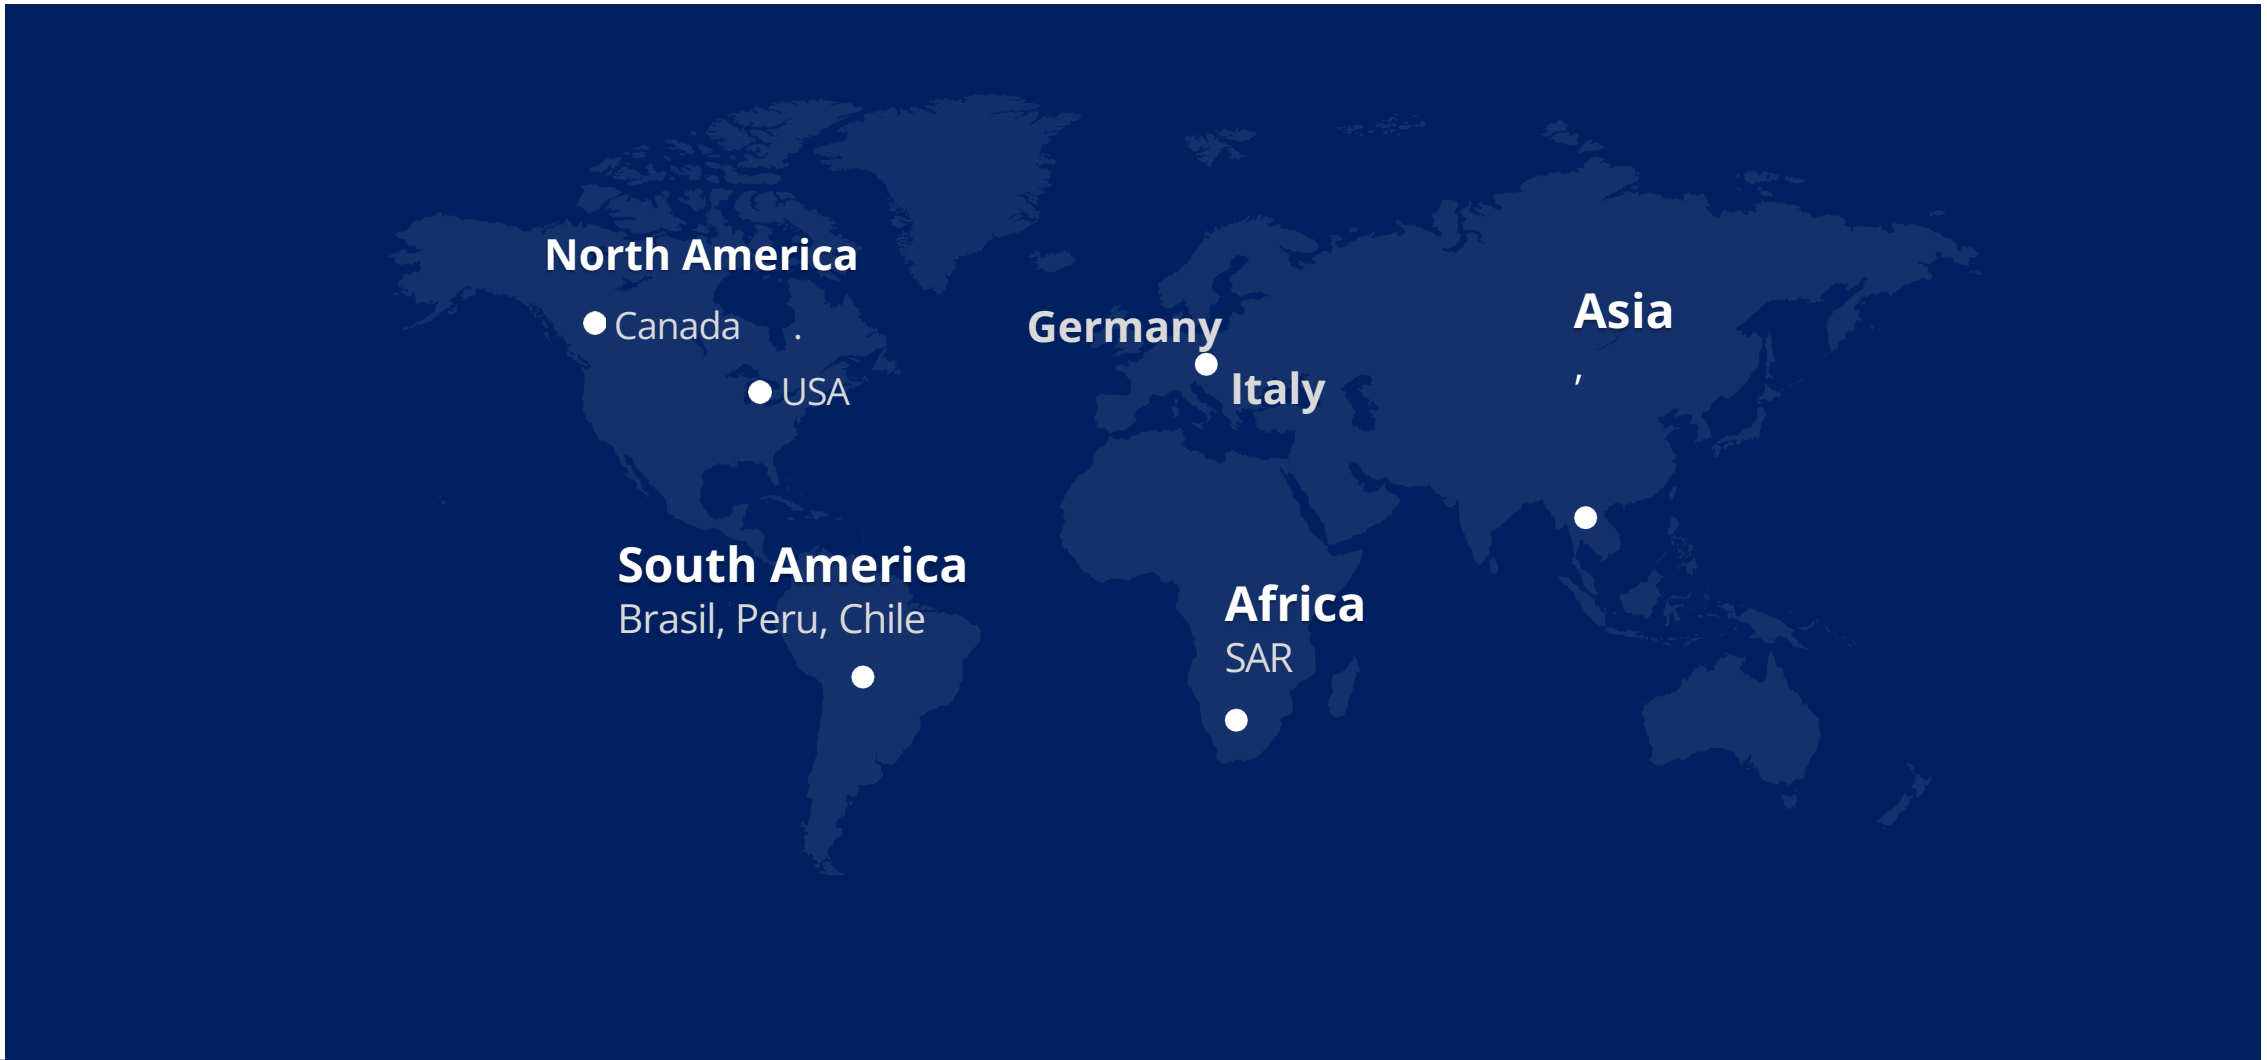 North America
Canada .
USA
Germany
Italy
Asia
,
South America
Brasil, Peru, Chile
Africa
SAR